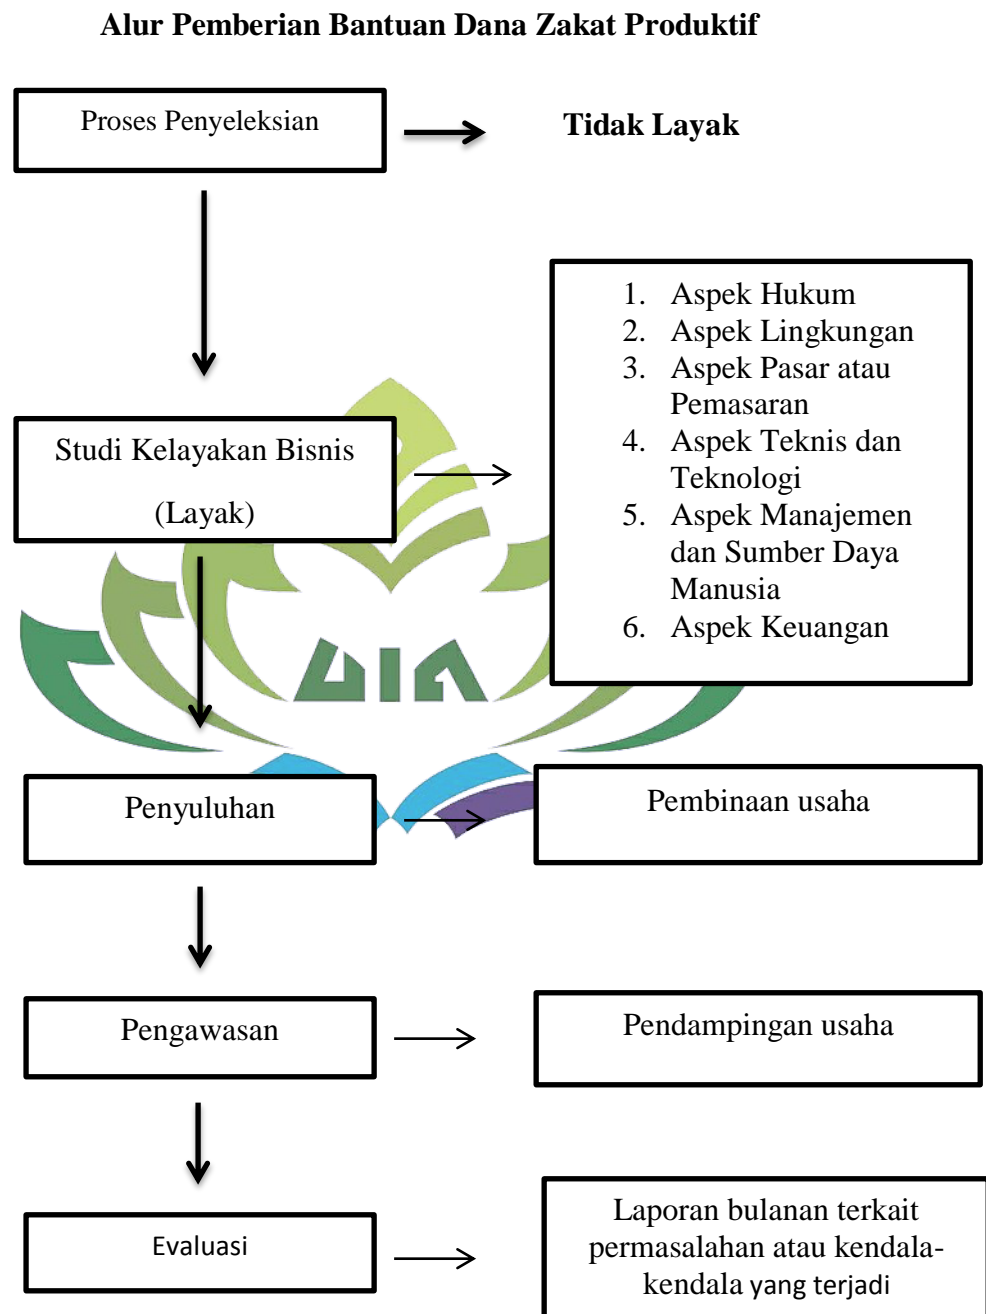 Alur Pemberian Bantuan Dana Zakat Produktif
Proses Penyeleksian
Tidak Layak
Studi Kelayakan Bisnis
(Layak)
1. Aspek Hukum
2. Aspek Lingkungan
3. Aspek Pasar atau
Pemasaran
4. Aspek Teknis dan
Teknologi
5. Aspek Manajemen
dan Sumber Daya
Manusia
6. Aspek Keuangan
UIN
Penyuluhan
Pembinaan usaha
Pengawasan
Pendampingan usaha
Evaluasi
Laporan bulanan terkait
permasalahan atau kendala-
kendala yang terjadi